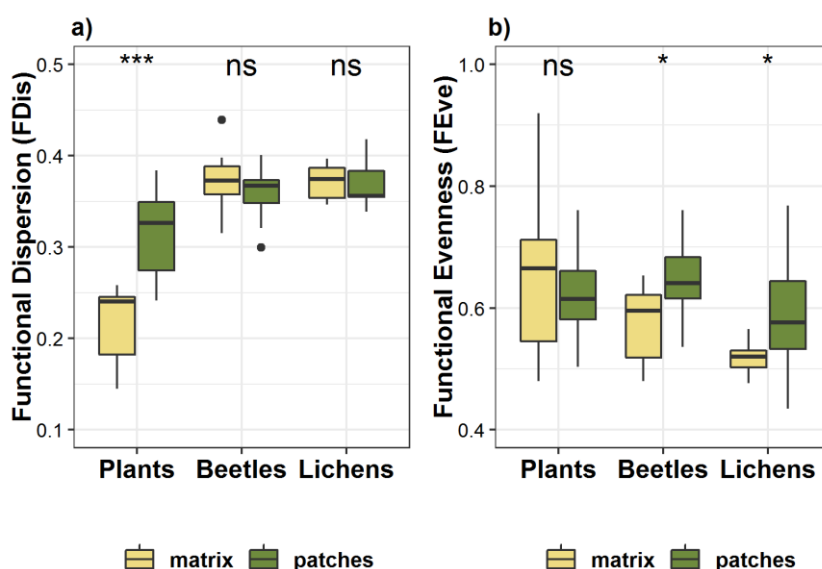 a)
Functional Dispersion (FDis)
0.5
0.4
0.3
0.2
0.1
*** ns ns
Plants Beetles Lichens
matrix patches
b)
Functional Evenness (FEve)
1.0
0.8
0.6
0.4
ns * *
Plants Beetles Lichens
matrix patches